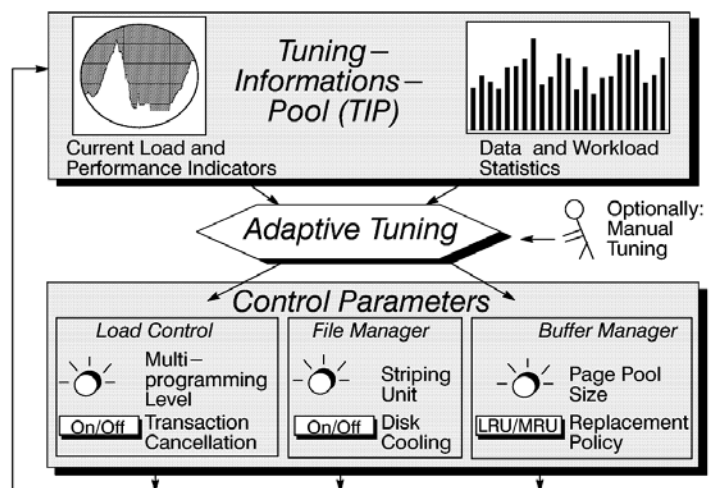 Tuning–
Informations–
Pool (TIP)
Current Load and
Performance Indicators
Data and Workload
Statistics
Adaptive Tuning
Optionally:
Manual
Tuning
Control Parameters
Load Control
Multi–
programming
Level
On/Off
Transaction
Cancellation
File Manager
Striping
Unit
On/Off
Disk
Cooling
Buffer Manager
Page Pool
Size
LRU/MRU
Replacement
Policy